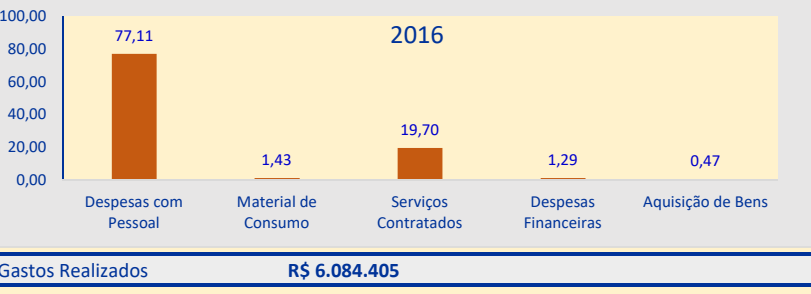 2016
100,00
80,00
60,00
40,00
20,00
0,00
77,11
1,43
19,70
1,29
0,47
Despesas com
Pessoal
Material de
Consumo
Serviços
Contratados
Despesas
Financeiras
Aquisição de Bens
Gastos Realizados R$ 6.084.405